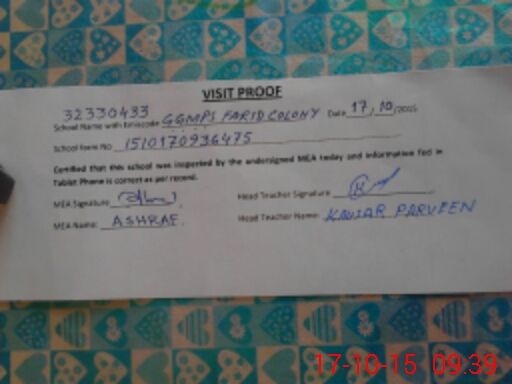 VISIT PROOF
32330433
School Name with Emiscode GGMPS FARID COLONY Date 17, 10 /2015
School Form No 1510170936475
Certified that this school was inspected by the undersigned MEA today and information fed in
Tablet Phone is correct as per record.
MEA Signature Head Teacher Signature
MEA Name: ASHRAF. Head Teacher Name: KAUSAR PARVEEN
17-10-15 09:39